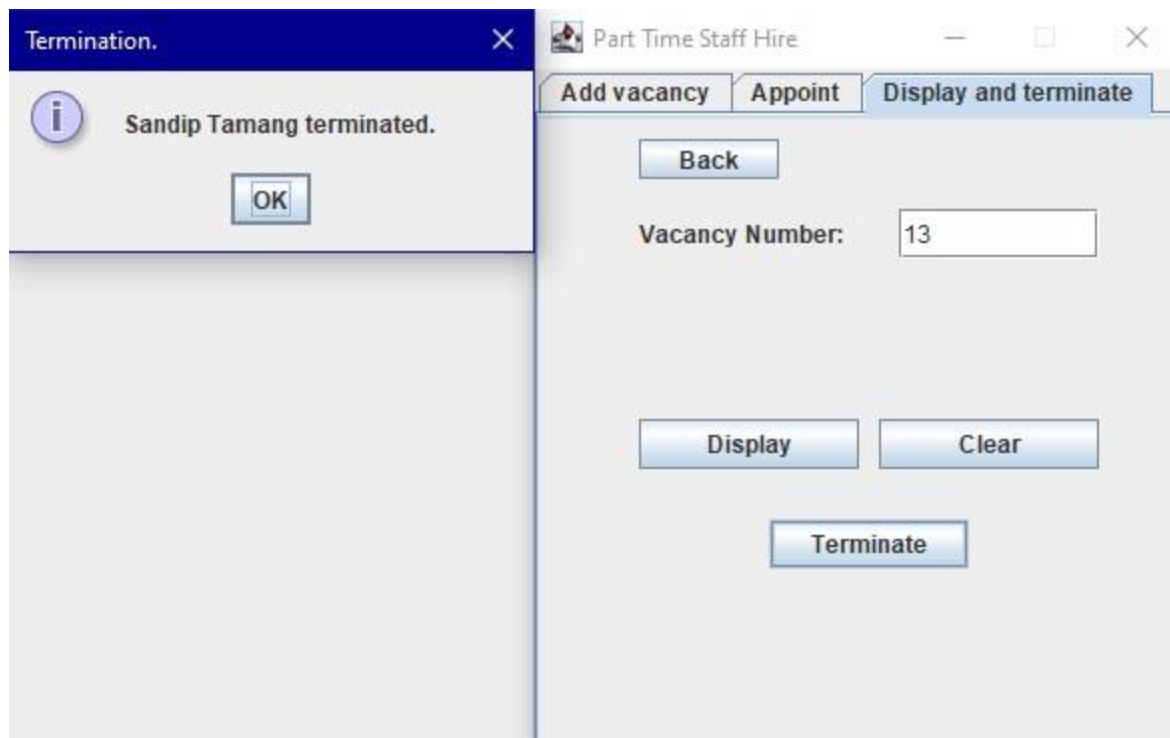 Termination.
Sandip Tamang terminated.
OK
Part Time Staff Hire
Add vacancy Appoint Display and terminate
Back
Vacancy Number: 13
Display Clear
Terminate